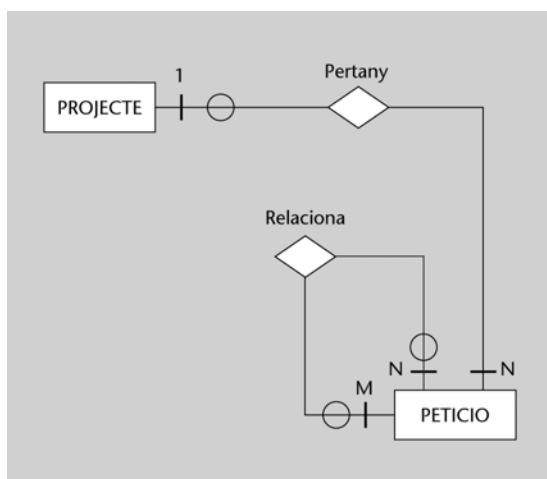 Pertany
1
PROJECTE
Relaciona
N
N
M
PETICIO